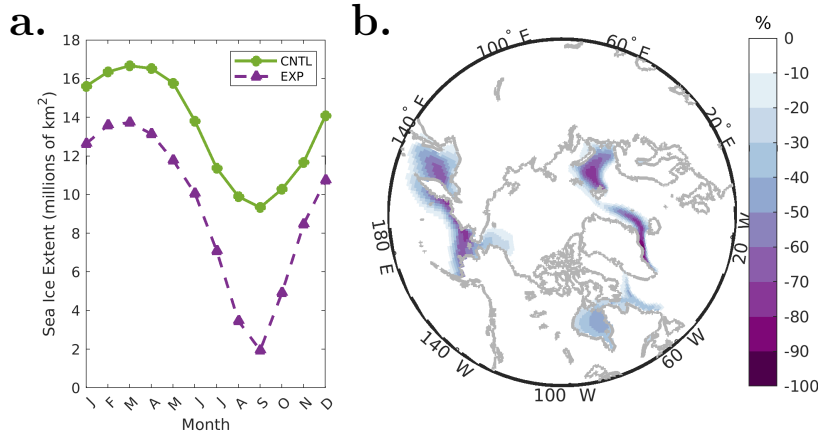 a.
b.
18
16
14
12
10
8
6
4
2
0
Sea Ice Extent (millions of km²)
J F M A M J J A S O N D
Month
CNTL
EXP
100° E
60° E
140° E
20° E
180 E
20 W
140 W
60 W
100 W
%
0
-10
-20
-30
-40
-50
-60
-70
-80
-90
-100